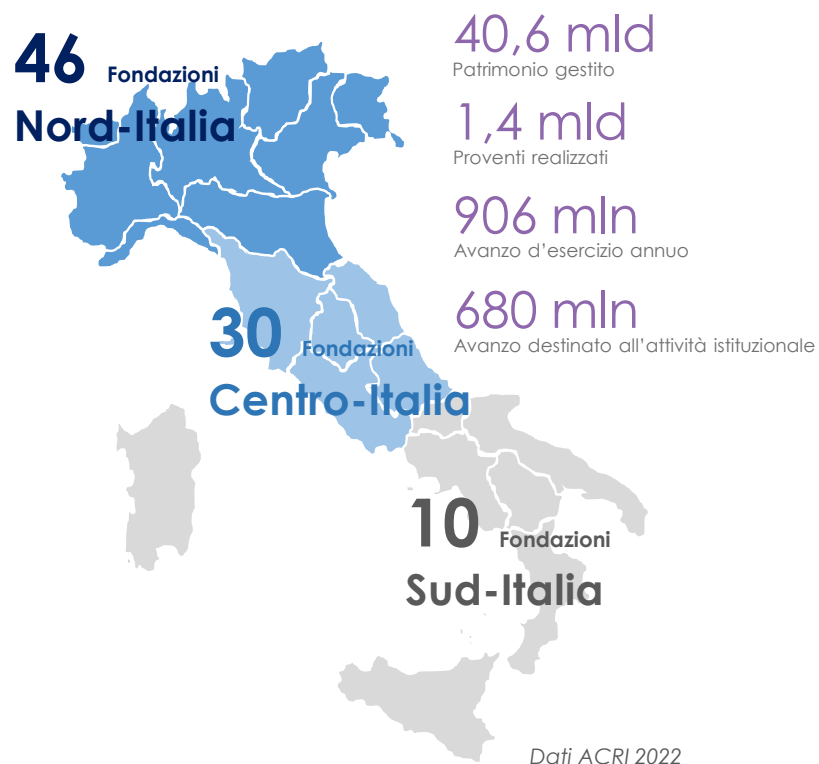 46 Fondazioni
Nord-Italia
40,6 mld
Patrimonio gestito
1,4 mld
Proventi realizzati
906 mln
Avanzo d'esercizio annuo
680 mln
Avanzo destinato all'attività istituzionale
30 Fondazioni
Centro-Italia
10 Fondazioni
Sud-Italia
Dati ACRI 2022